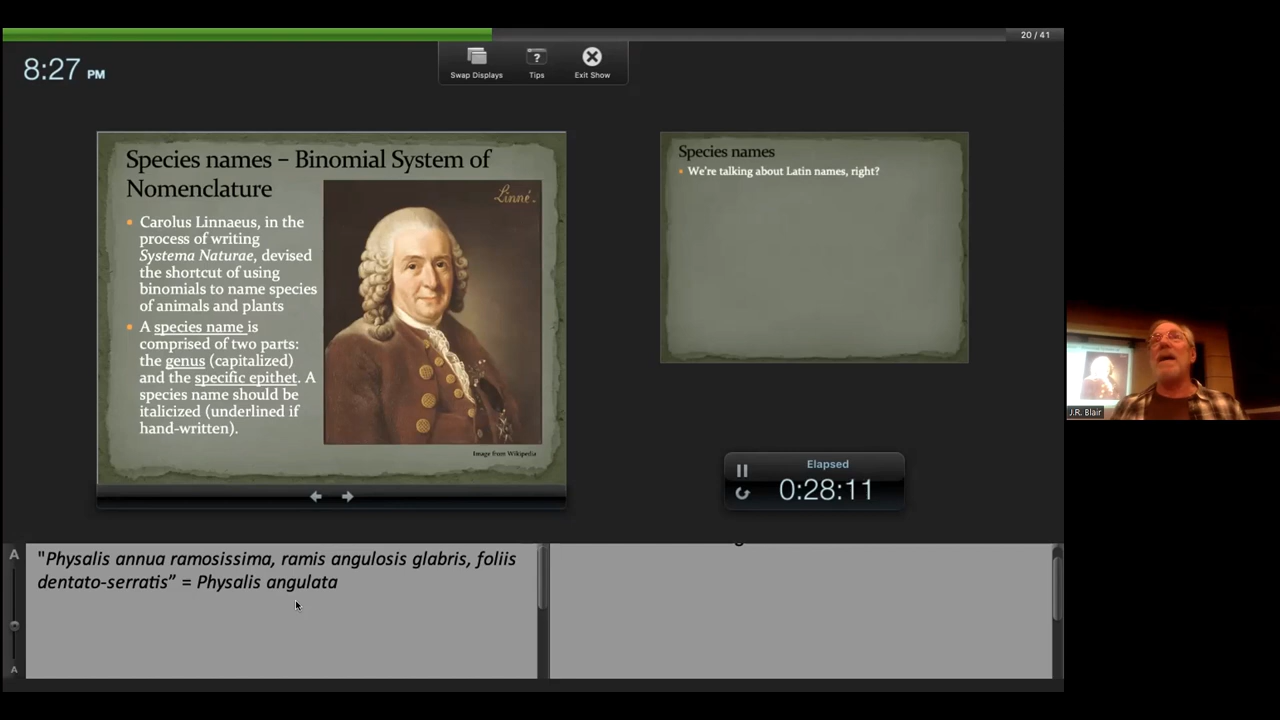 20 / 41
8:27 PM
Swap Displays
Tips
Exit Show
Species names – Binomial System of
Nomenclature
Carolus Linnaeus, in the
process of writing
Systema Naturae, devised
the shortcut of using
binomials to name species
of animals and plants
A species name is
comprised of two parts:
the genus (capitalized)
and the specific epithet. A
species name should be
italicized (underlined if
hand-written).
Linné.
Image from Wikipedia
Species names
We're talking about Latin names, right?
Elapsed
0:28:11
J.R. Blair
A
"Physalis annua ramosissima, ramis angulosis glabris, foliis
dentato-serratis” = Physalis angulata
A